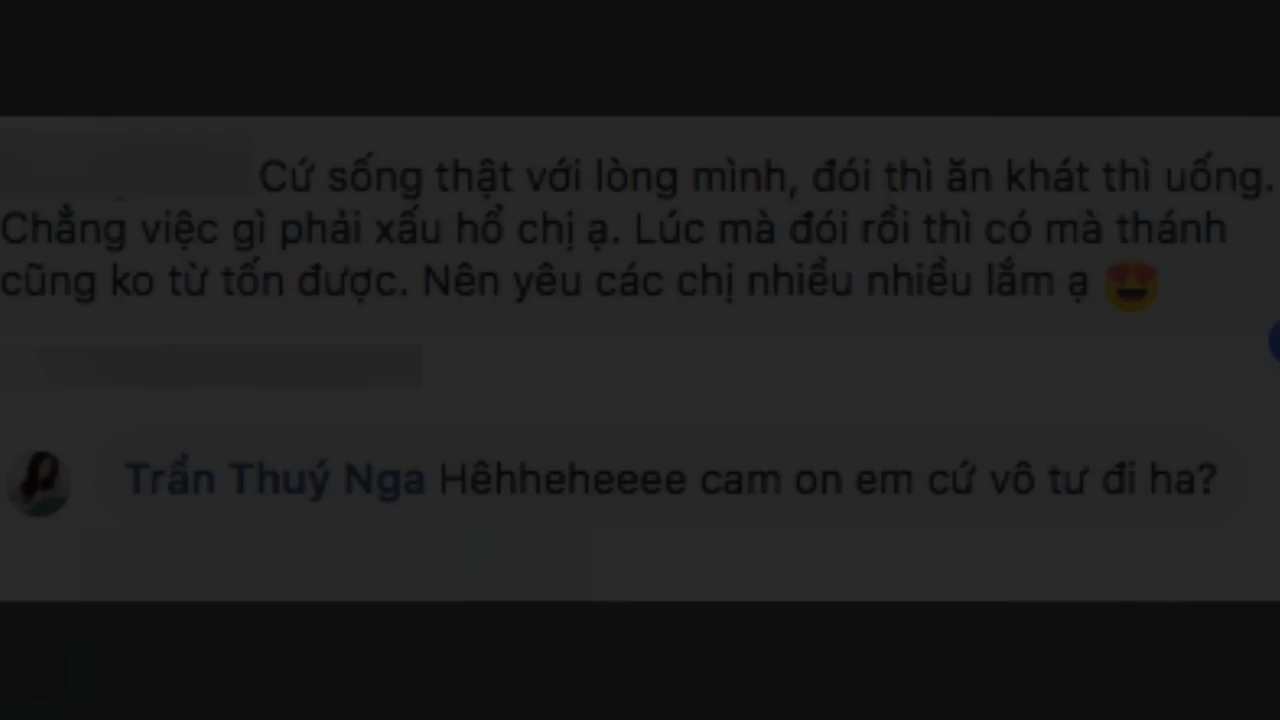 Cứ sống thật với lòng mình, đói thì ăn khát thì uống.
Chẳng việc gì phải xấu hổ chị ạ. Lúc mà đói rồi thì có mà thánh
cũng ko từ tốn được. Nên yêu các chị nhiều nhiều lắm ạ 😍
Trần Thuý Nga Hêhheheeee cam on em cứ vô tư đi ha?